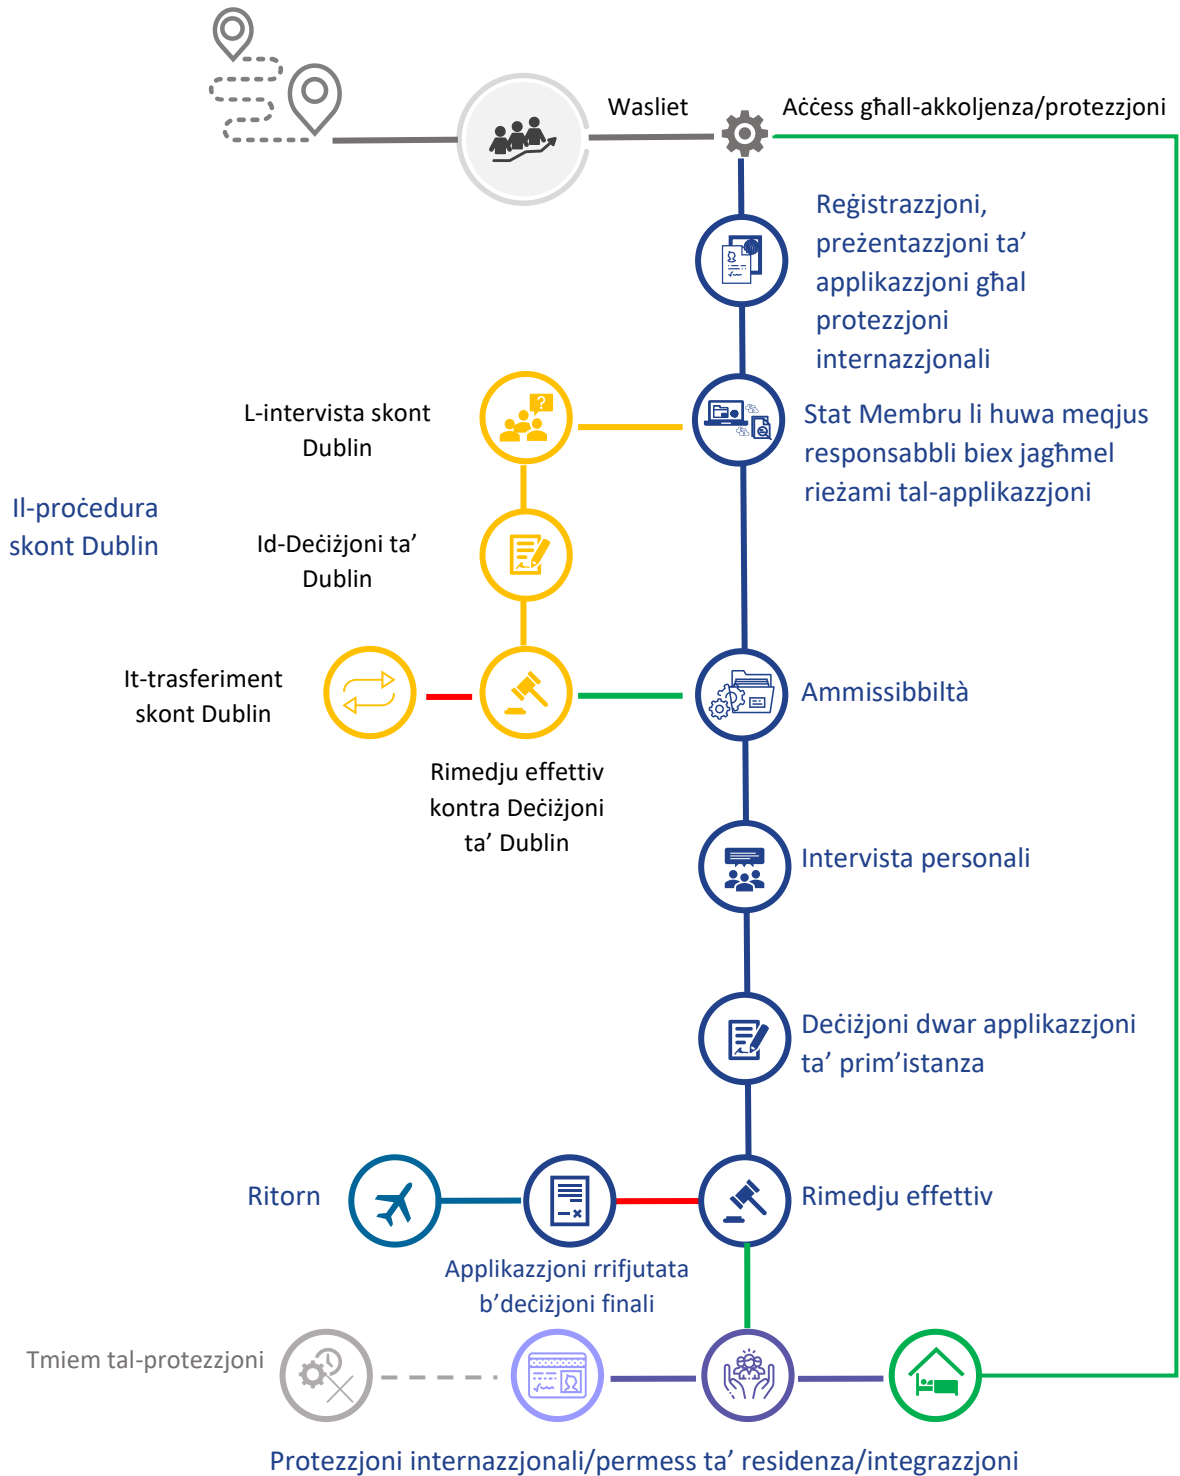 Wasliet
Aċċess għall-akkoljenza/protezzjoni
Reġistrazzjoni,
preżentazzjoni ta’
applikazzjoni għal
protezzjoni
internazzjonali
L-intervista skont
Dublin
Stat Membru li huwa meqjus
responsabbli biex jagħmel
rieżami tal-applikazzjoni
Il-proċedura
skont Dublin
Id-Deċiżjoni ta’
Dublin
It-trasferiment
skont Dublin
Ammissibbiltà
Rimedju effettiv
kontra Deċiżjoni
ta’ Dublin
Intervista personali
Deċiżjoni dwar applikazzjoni
ta’ prim’istanza
Ritorn
Rimedju effettiv
Applikazzjoni rrifjutata
b’deċiżjoni finali
Tmiem tal-protezzjoni
Protezzjoni internazzjonali/permess ta’ residenza/integrazzjoni